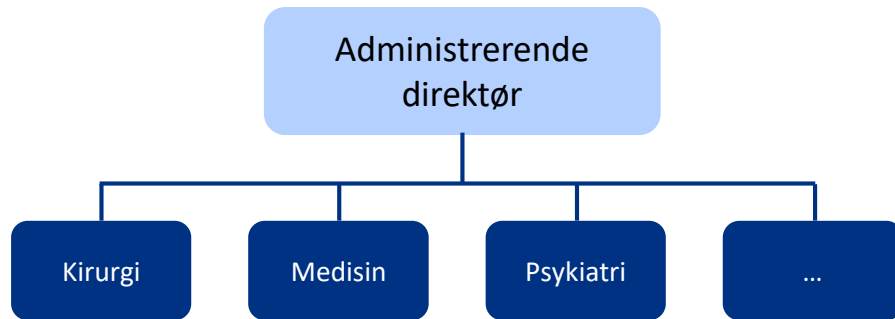 Administrerende
direktør
Kirurgi
Medisin
Psykiatri
…